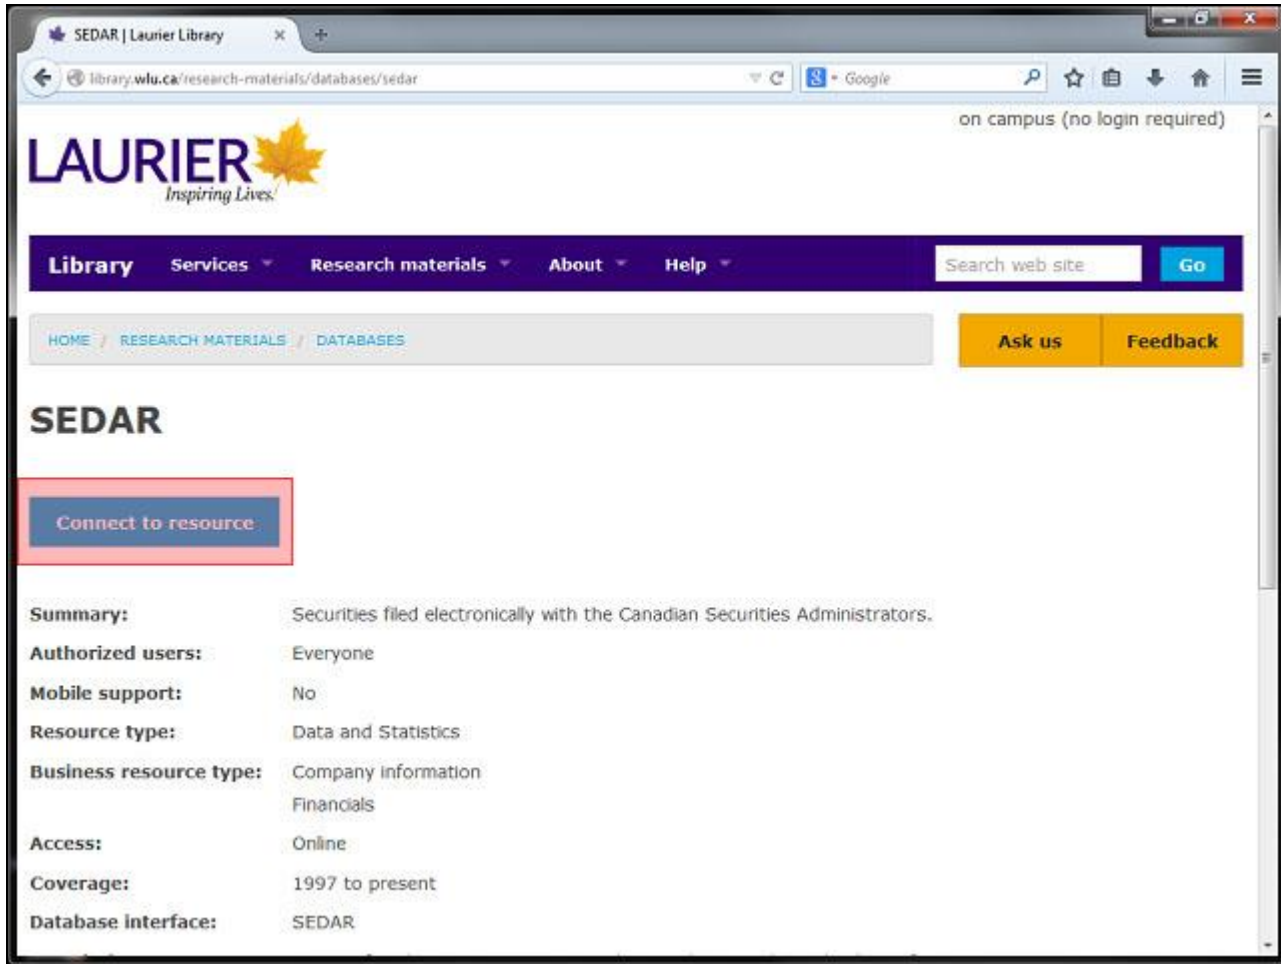 SEDAR | Laurier Library
library.wlu.ca/research-materials/databases/sedar
Google
on campus (no login required)
LAURIER
Inspiring Lives.
Library Services Research materials About Help Search web site Go
HOME / RESEARCH MATERIALS / DATABASES
Ask us Feedback
SEDAR
Connect to resource
Summary: Securities filed electronically with the Canadian Securities Administrators.
Authorized users: Everyone
Mobile support: No
Resource type: Data and Statistics
Business resource type: Company information
Financials
Access: Online
Coverage: 1997 to present
Database interface: SEDAR